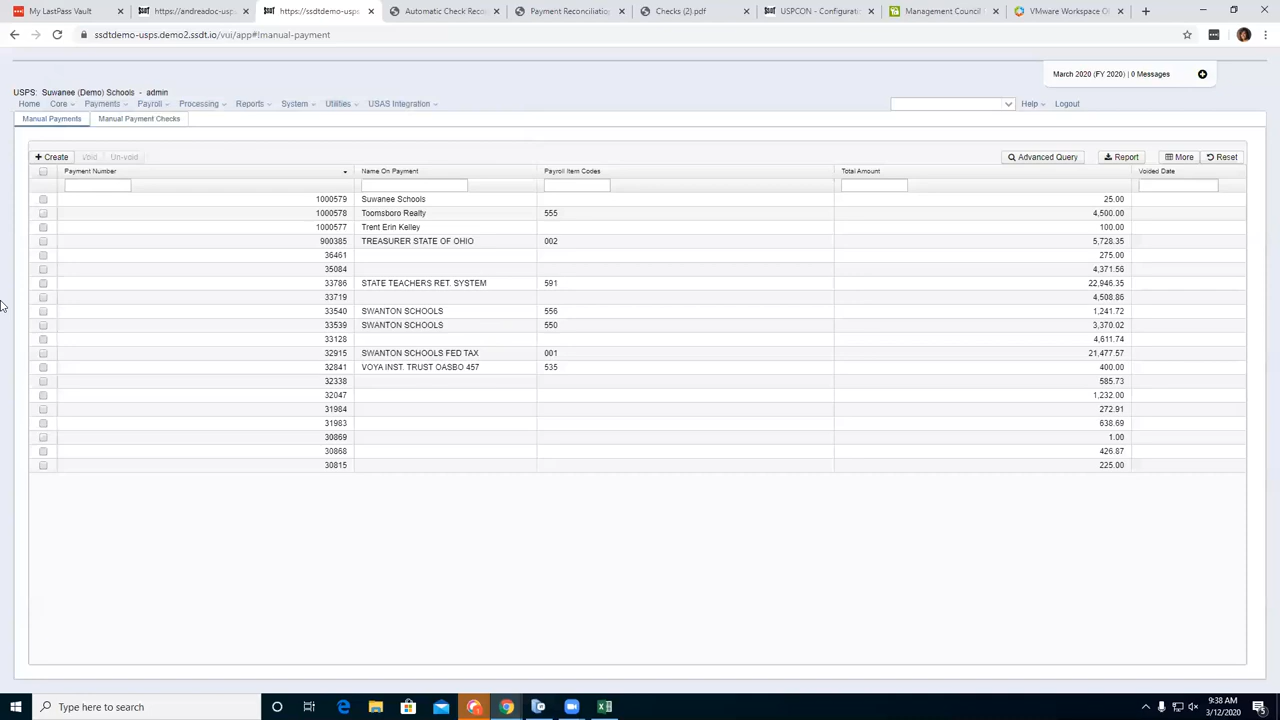 My LastPass Vault
https://andreadoc-usp
https://ssdtdemo-usps
Automatic Check Reco
Payment Reconciliatio
Checks (2).pdf
USPCON - Configuratio
Management Council
VMware Workspace O
ssdtdemo-usps.demo2.ssdt.io/vui/app#!manual-payment
March 2020 (FY 2020) | 0 Messages
USPS: Suwanee (Demo) Schools - admin
Home Core Payments Payroll Processing Reports System Utilities USAS Integration Help Logout
Manual Payments Manual Payment Checks
Create Void Un-void Advanced Query Report More Reset
Payment Number Name On Payment Payroll Item Codes Total Amount Voided Date
1000579 Suwanee Schools 25.00
1000578 Toomsboro Realty 555 4,500.00
1000577 Trent Erin Kelley 100.00
900385 TREASURER STATE OF OHIO 002 5,728.35
36461 275.00
35084 4,371.56
33786 STATE TEACHERS RET. SYSTEM 591 22,946.35
33719 4,508.86
33540 SWANTON SCHOOLS 556 1,241.72
33539 SWANTON SCHOOLS 550 3,370.02
33128 4,611.74
32915 SWANTON SCHOOLS FED TAX 001 21,477.57
32841 VOYA INST. TRUST OASBO 457 535 400.00
32338 585.73
32047 1,232.00
31984 272.91
31983 638.69
30869 1.00
30868 426.87
30815 225.00
Type here to search
9:38 AM
3/12/2020